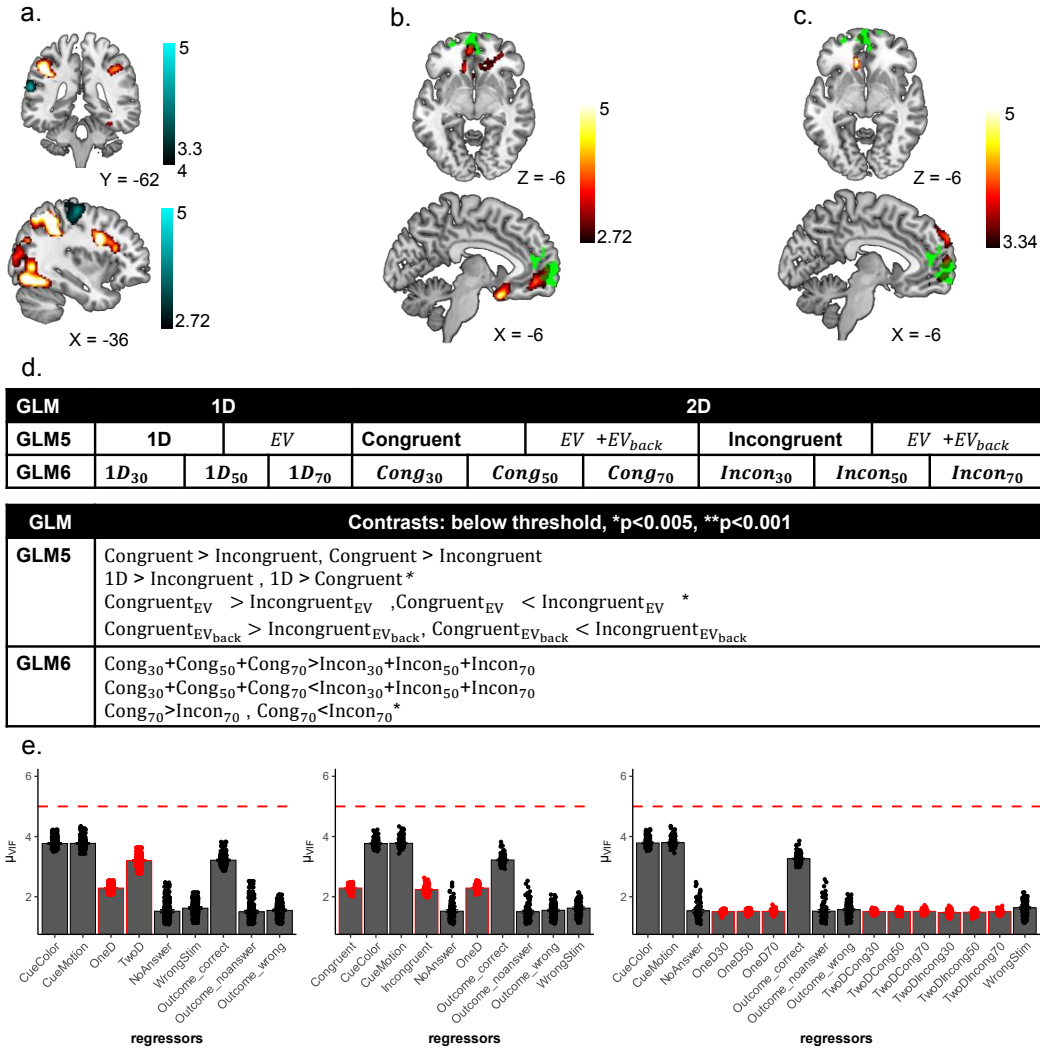 a.
b.
c.
5
3.3
4
Y = -62
5
2.72
X = -36
5
2.72
Z = -6
X = -6
5
3.34
Z = -6
X = -6
d.
GLM 1D 2D
GLM5 1D EV Congruent EV +EV_back Incongruent EV +EV_back
GLM6 1D_30 1D_50 1D_70 Cong_30 Cong_50 Cong_70 Incon_30 Incon_50 Incon_70
GLM Contrasts: below threshold, *p<0.005, **p<0.001
GLM5 Congruent > Incongruent, Congruent > Incongruent
1D > Incongruent , 1D > Congruent*
Congruent_EV > Incongruent_EV ,Congruent_EV < Incongruent_EV *
Congruent_EV_back > Incongruent_EV_back, Congruent_EV_back < Incongruent_EV_back
GLM6 Cong_30+Cong_50+Cong_70>Incon_30+Incon_50+Incon_70
Cong_30+Cong_50+Cong_70<Incon_30+Incon_50+Incon_70
Cong_70>Incon_70 , Cong_70<Incon_70*
e.
μ_VIF
6
4
2
CueColor
CueMotion
OneD
TwoD
NoAnswer
WrongStim
Outcome_correct
Outcome_noanswer
Outcome_wrong
regressors
μ_VIF
6
4
2
Congruent
CueColor
CueMotion
Incongruent
NoAnswer
OneD
Outcome_correct
Outcome_noanswer
Outcome_wrong
WrongStim
regressors
μ_VIF
6
4
2
CueColor
CueMotion
NoAnswer
OneD30
OneD50
OneD70
Outcome_correct
Outcome_noanswer
Outcome_wrong
TwoDCong30
TwoDCong50
TwoDCong70
TwoDIncong30
TwoDIncong50
TwoDIncong70
WrongStim
regressors